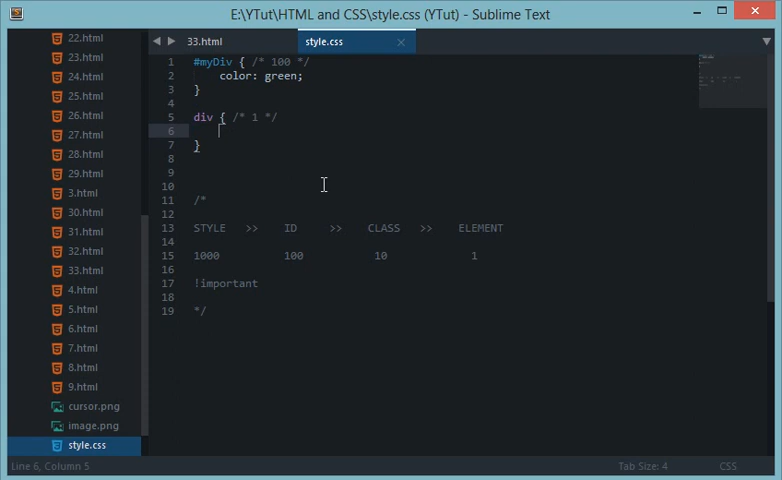 E:\YTut\HTML and CSS\style.css (YTut) - Sublime Text
22.html
23.html
24.html
25.html
26.html
27.html
28.html
29.html
3.html
30.html
31.html
32.html
33.html
4.html
5.html
6.html
7.html
8.html
9.html
cursor.png
image.png
style.css
33.html
style.css
1 #myDiv { /* 100 */
2 color: green;
3 }
4
5 div { /* 1 */
6
7 }
8
9
10
11 /*
12
13 STYLE >> ID >> CLASS >> ELEMENT
14
15 1000 100 10 1
16
17 !important
18
19 */
Line 6, Column 5
Tab Size: 4
CSS